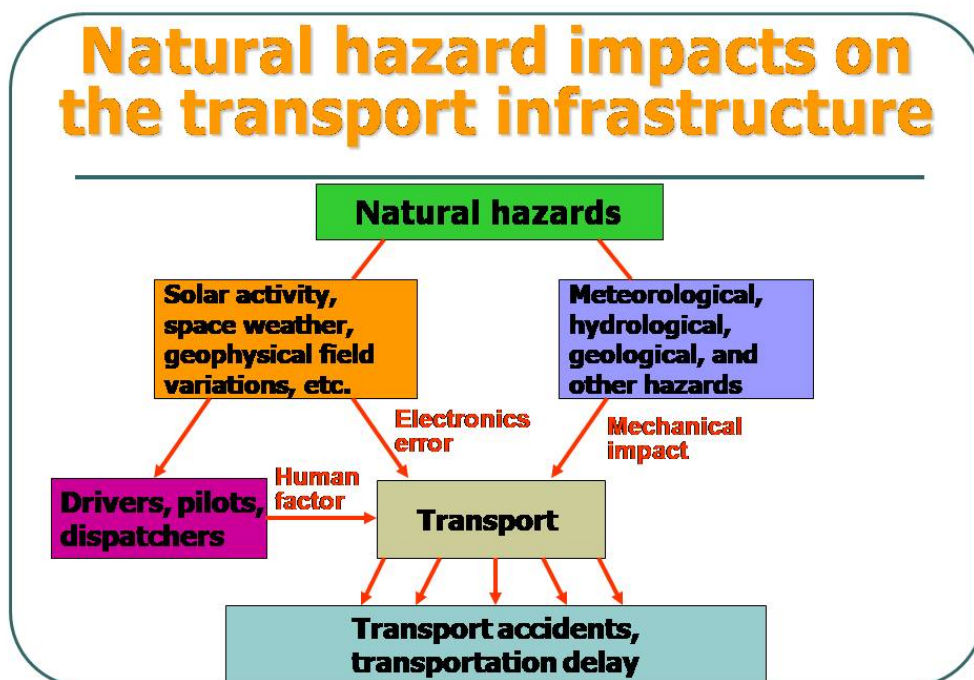 Natural hazard impacts on
the transport infrastructure
Natural hazards
Solar activity,
space weather,
geophysical field
variations, etc.
Meteorological,
hydrological,
geological, and
other hazards
Electronics
error
Mechanical
impact
Human
factor
Drivers, pilots,
dispatchers
Transport
Transport accidents,
transportation delay